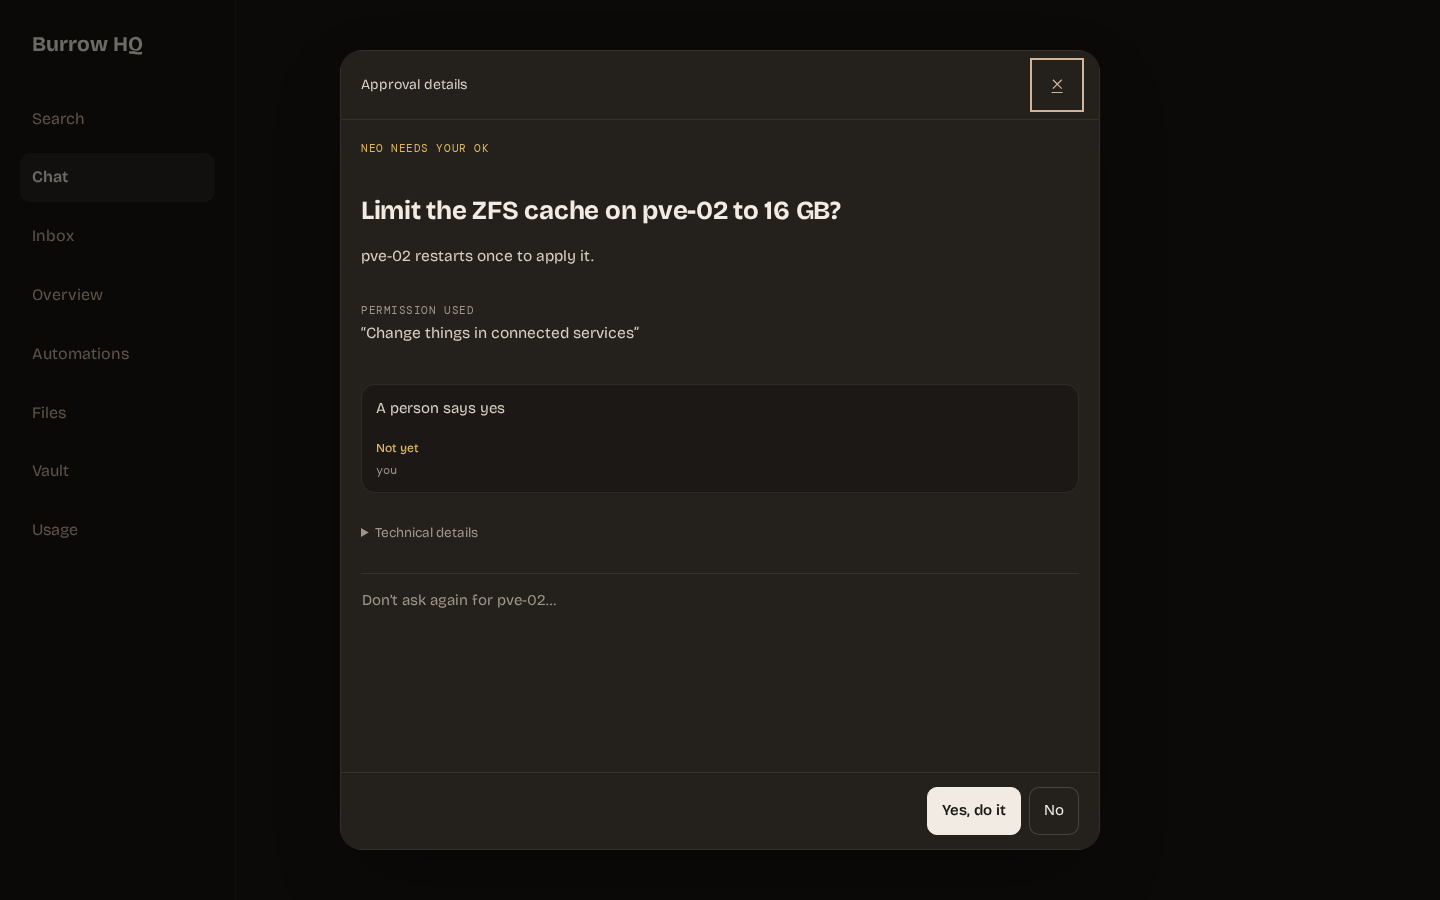 Burrow HQ
Search
Chat
Inbox
Overview
Automations
Files
Vault
Usage
Approval details
×
NEO NEEDS YOUR OK
Limit the ZFS cache on pve-02 to 16 GB?
pve-02 restarts once to apply it.
PERMISSION USED
“Change things in connected services“
A person says yes
Not yet
you
Technical details
Don’t ask again for pve-02…
Yes, do it
No